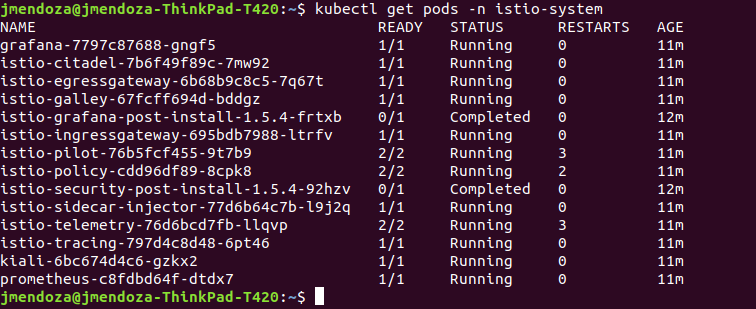 jmendoza@jmendoza-ThinkPad-T420:~$ kubectl get pods -n istio-system
NAME READY STATUS RESTARTS AGE
grafana-7797c87688-gngf5 1/1 Running 0 11m
istio-citadel-7b6f49f89c-7mw92 1/1 Running 0 11m
istio-egressgateway-6b68b9c8c5-7q67t 1/1 Running 0 11m
istio-galley-67fcff694d-bddgz 1/1 Running 0 11m
istio-grafana-post-install-1.5.4-frtxb 0/1 Completed 0 12m
istio-ingressgateway-695bdb7988-ltrfv 1/1 Running 0 11m
istio-pilot-76b5fcf455-9t7b9 2/2 Running 3 11m
istio-policy-cdd96df89-8cpk8 2/2 Running 2 11m
istio-security-post-install-1.5.4-92hzv 0/1 Completed 0 12m
istio-sidecar-injector-77d6b64c7b-l9j2q 1/1 Running 0 11m
istio-telemetry-76d6bcd7fb-llqvp 2/2 Running 3 11m
istio-tracing-797d4c8d48-6pt46 1/1 Running 0 11m
kiali-6bc674d4c6-gzkx2 1/1 Running 0 11m
prometheus-c8fdbd64f-dtdx7 1/1 Running 0 11m
jmendoza@jmendoza-ThinkPad-T420:~$